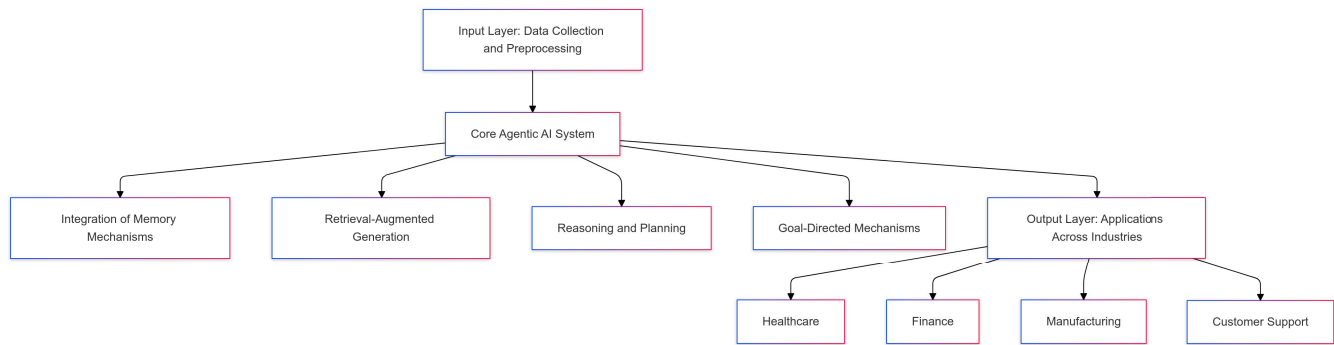 Input Layer: Data Collection
and Preprocessing
Core Agentic AI System
Integration of Memory
Mechanisms
Retrieval-Augmented
Generation
Reasoning and Planning
Goal-Directed Mechanisms
Output Layer: Applications
Across Industries
Healthcare
Finance
Manufacturing
Customer Support